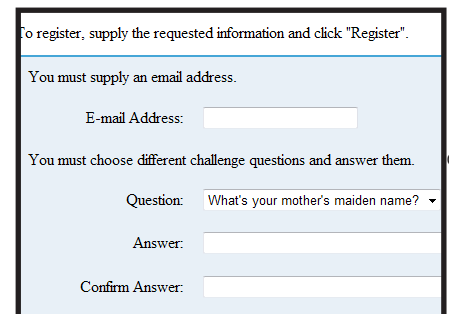 To register, supply the requested information and click "Register".
You must supply an email address.
E-mail Address:
You must choose different challenge questions and answer them.
Question: What's your mother's maiden name?
Answer:
Confirm Answer: